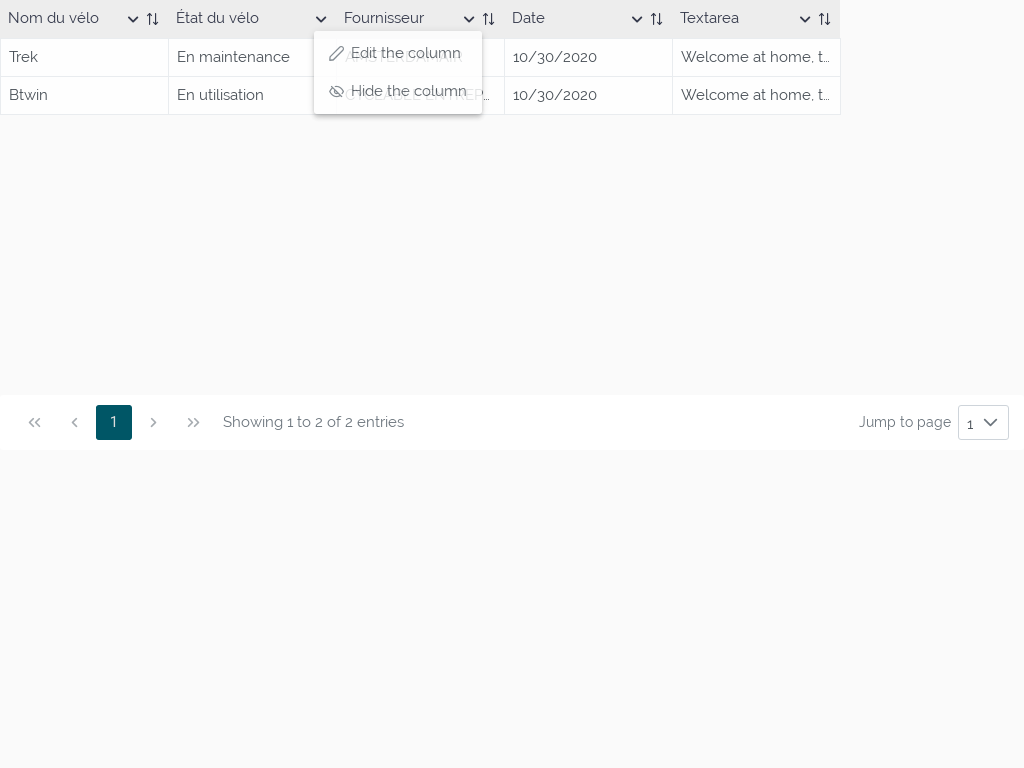 Nom du vélo État du vélo Fournisseur Date Textarea
Trek En maintenance Edit the column 10/30/2020 Welcome at home, t...
Btwin En utilisation Hide the column 10/30/2020 Welcome at home, t...
1 Showing 1 to 2 of 2 entries Jump to page 1